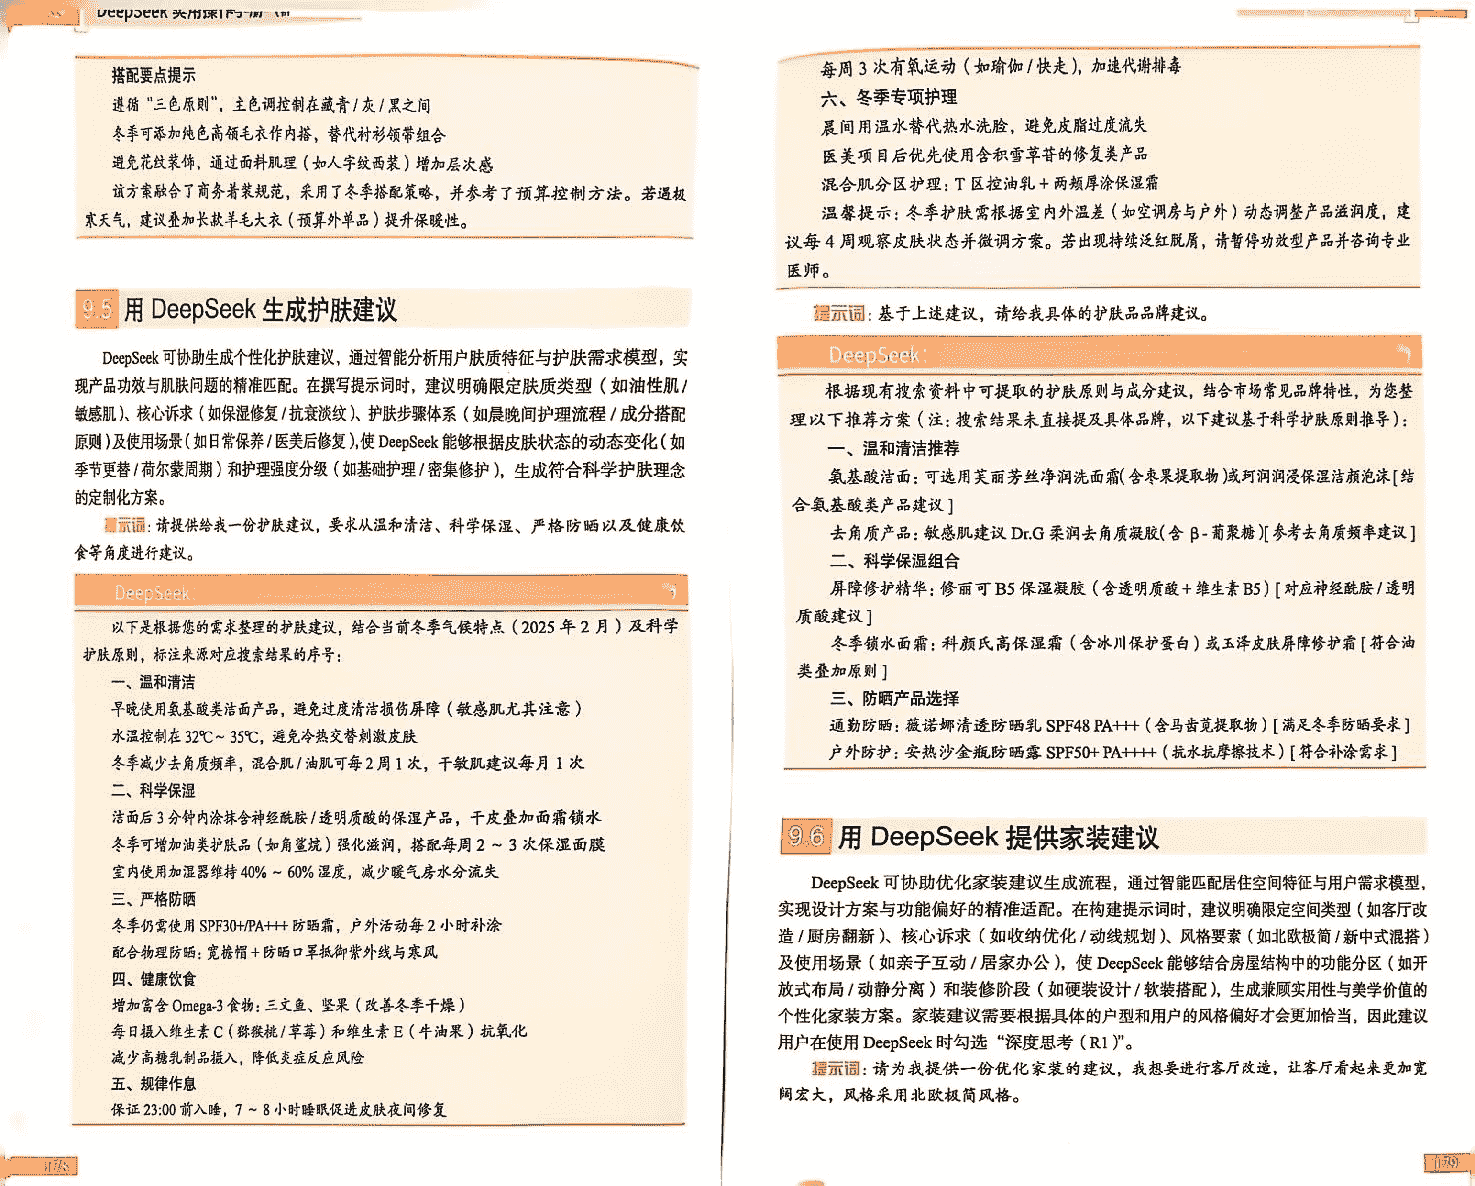 DeepSeek 实用操作手册
搭配要点提示
遵循“三色原则”，主色调控制在藏青/灰/黑之间
冬季可添加纯色高领毛衣作内搭，替代衬衫领带组合
避免花纹装饰，通过面料肌理（如人字纹西装）增加层次感
该方案融合了商务着装规范，采用了冬季搭配策略，并参考了预算控制方法。若遇极
寒天气，建议叠加长款羊毛大衣（预算外单品）提升保暖性。
9.5 用 DeepSeek 生成护肤建议
DeepSeek 可协助生成个性化护肤建议，通过智能分析用户肤质特征与护肤需求模型，实
现产品功效与肌肤问题的精准匹配。在撰写提示词时，建议明确限定肤质类型（如油性肌/
敏感肌）、核心诉求（如保湿修复/抗衰淡纹）、护肤步骤体系（如晨晚间护理流程/成分搭配
原则）及使用场景（如日常保养/医美后修复），使 DeepSeek 能够根据皮肤状态的动态变化（如
季节更替/荷尔蒙周期）和护理强度分级（如基础护理/密集修护），生成符合科学护肤理念
的定制化方案。
提示词：请提供给我一份护肤建议，要求从温和清洁、科学保湿、严格防晒以及健康饮
食等角度进行建议。
DeepSeek：
以下是根据您的需求整理的护肤建议，结合当前冬季气候特点（2025 年 2 月）及科学
护肤原则，标注来源对应搜索结果的序号：
一、温和清洁
早晚使用氨基酸类洁面产品，避免过度清洁损伤屏障（敏感肌尤其注意）
水温控制在 32℃～35℃，避免冷热交替刺激皮肤
冬季减少去角质频率，混合肌/油肌可每 2 周 1 次，干敏肌建议每月 1 次
二、科学保湿
洁面后 3 分钟内涂抹含神经酰胺/透明质酸的保湿产品，干皮叠加面霜锁水
冬季可增加油类护肤品（如角鲨烷）强化滋润，搭配每周 2 ～ 3 次保湿面膜
室内使用加湿器维持 40% ～ 60% 湿度，减少暖气房水分流失
三、严格防晒
冬季仍需使用 SPF30+/PA+++ 防晒霜，户外活动每 2 小时补涂
配合物理防晒：宽檐帽+防晒口罩抵御紫外线与寒风
四、健康饮食
增加富含 Omega-3 食物：三文鱼、坚果（改善冬季干燥）
每日摄入维生素 C（猕猴桃/草莓）和维生素 E（牛油果）抗氧化
减少高糖乳制品摄入，降低炎症反应风险
五、规律作息
保证 23:00 前入睡，7 ～ 8 小时睡眠促进皮肤夜间修复
178
每周 3 次有氧运动（如瑜伽/快走），加速代谢排毒
六、冬季专项护理
晨间用温水替代热水洗脸，避免皮脂过度流失
医美项目后优先使用含积雪草苷的修复类产品
混合肌分区护理：T 区控油乳+两颊厚涂保湿霜
温馨提示：冬季护肤需根据室内外温差（如空调房与户外）动态调整产品滋润度，建
议每 4 周观察皮肤状态并微调方案。若出现持续泛红脱屑，请暂停功效型产品并咨询专业
医师。
提示词：基于上述建议，请给我具体的护肤品品牌建议。
DeepSeek：
根据现有搜索资料中可提取的护肤原则与成分建议，结合市场常见品牌特性，为您整
理以下推荐方案（注：搜索结果未直接提及具体品牌，以下建议基于科学护肤原则推导）：
一、温和清洁推荐
氨基酸洁面：可选用芙丽芳丝净润洗面霜（含枣果提取物）或珂润润浸保湿洁颜泡沫[结
合氨基酸类产品建议]
去角质产品：敏感肌建议 Dr.G 柔润去角质凝胶（含 β-葡聚糖）[参考去角质频率建议]
二、科学保湿组合
屏障修护精华：修丽可 B5 保湿凝胶（含透明质酸+维生素 B5）[对应神经酰胺/透明
质酸建议]
冬季锁水面霜：科颜氏高保湿霜（含冰川保护蛋白）或玉泽皮肤屏障修护霜[符合油
类叠加原则]
三、防晒产品选择
通勤防晒：薇诺娜清透防晒乳 SPF48 PA+++（含马齿苋提取物）[满足冬季防晒要求]
户外防护：安热沙金瓶防晒露 SPF50+ PA++++（抗水抗摩擦技术）[符合补涂需求]
9.6 用 DeepSeek 提供家装建议
DeepSeek 可协助优化家装建议生成流程，通过智能匹配居住空间特征与用户需求模型，
实现设计方案与功能偏好的精准适配。在构建提示词时，建议明确限定空间类型（如客厅改
造/厨房翻新）、核心诉求（如收纳优化/动线规划）、风格要素（如北欧极简/新中式混搭）
及使用场景（如亲子互动/居家办公），使 DeepSeek 能够结合房屋结构中的功能分区（如开
放式布局/动静分离）和装修阶段（如硬装设计/软装搭配），生成兼顾实用性与美学价值的
个性化家装方案。家装建议需要根据具体的户型和用户的风格偏好才会更加恰当，因此建议
用户在使用 DeepSeek 时勾选“深度思考（R1）”。
提示词：请为我提供一份优化家装的建议，我想要进行客厅改造，让客厅看起来更加宽
阔宏大，风格采用北欧极简风格。
179